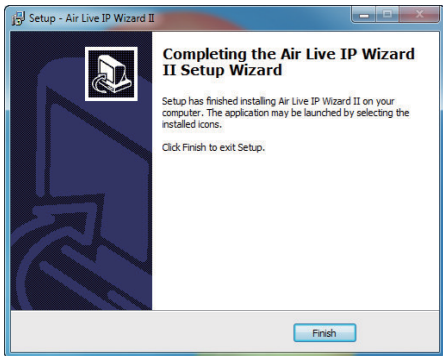 Setup - Air Live IP Wizard II
Completing the Air Live IP Wizard
II Setup Wizard
Setup has finished installing Air Live IP Wizard II on your
computer. The application may be launched by selecting the
installed icons.
Click Finish to exit Setup.
Finish